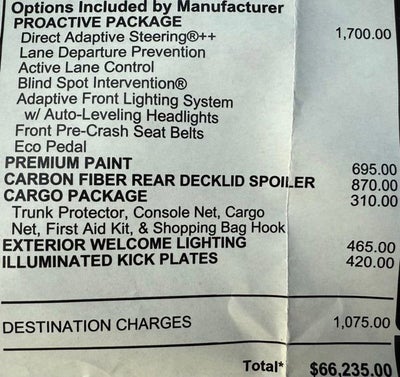 Options Included by Manufacturer
PROACTIVE PACKAGE 1,700.00
Direct Adaptive Steering®++
Lane Departure Prevention
Active Lane Control
Blind Spot Intervention®
Adaptive Front Lighting System
w/ Auto-Leveling Headlights
Front Pre-Crash Seat Belts
Eco Pedal
PREMIUM PAINT 695.00
CARBON FIBER REAR DECKLID SPOILER 870.00
CARGO PACKAGE 310.00
Trunk Protector, Console Net, Cargo
Net, First Aid Kit, & Shopping Bag Hook
EXTERIOR WELCOME LIGHTING 465.00
ILLUMINATED KICK PLATES 420.00
DESTINATION CHARGES 1,075.00
Total* $66,235.00